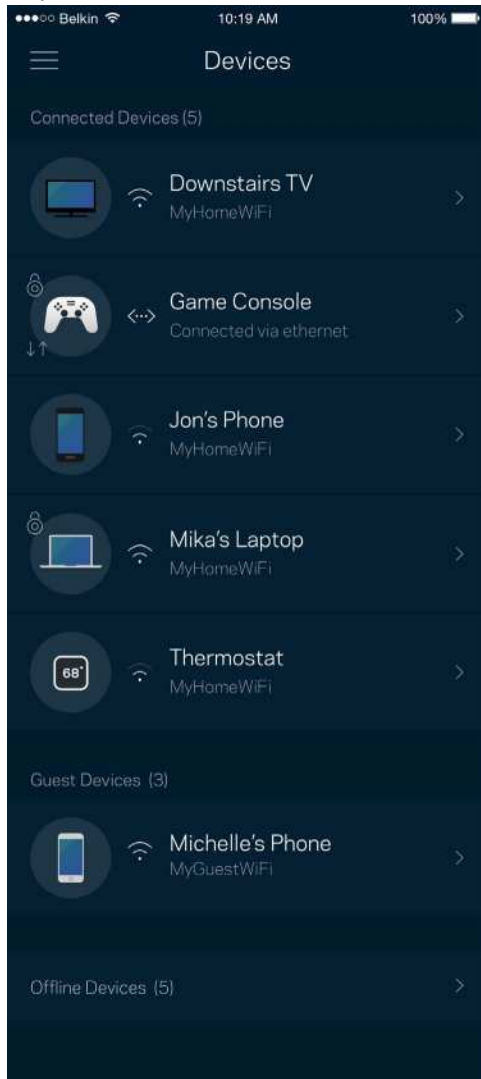 Belkin 10:19 AM 100%
Devices
Connected Devices (5)
Downstairs TV
MyHomeWiFi
Game Console
Connected via ethernet
Jon's Phone
MyHomeWiFi
Mika's Laptop
MyHomeWiFi
68°
Thermostat
MyHomeWiFi
Guest Devices (3)
Michelle's Phone
MyGuestWiFi
Offline Devices (5)